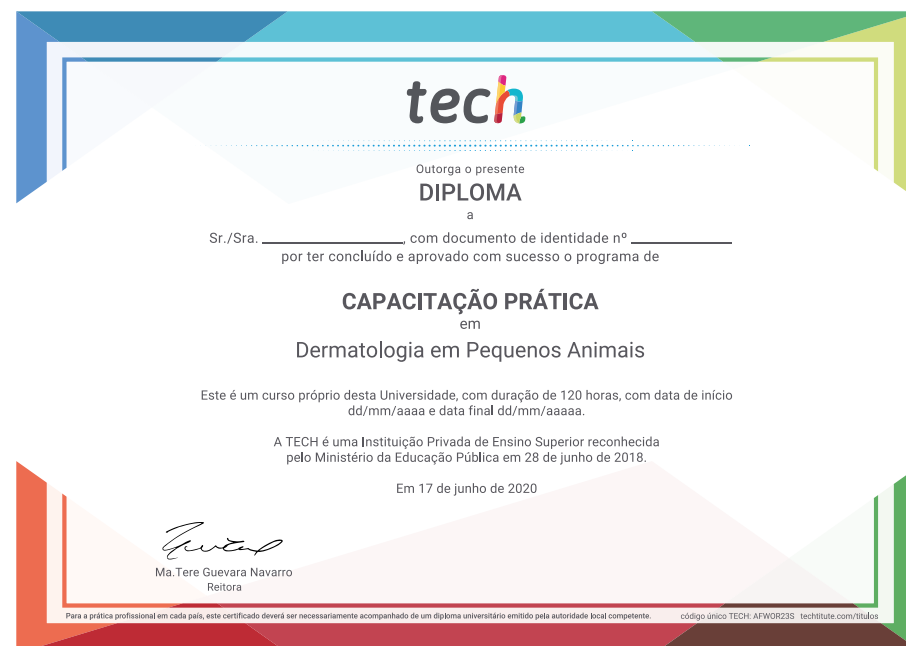 tech
Outorga o presente
DIPLOMA
a
Sr./Sra. ____________________, com documento de identidade nº ______________
por ter concluído e aprovado com sucesso o programa de
CAPACITAÇÃO PRÁTICA
em
Dermatologia em Pequenos Animais
Este é um curso próprio desta Universidade, com duração de 120 horas, com data de início
dd/mm/aaaa e data final dd/mm/aaaaa.
A TECH é uma Instituição Privada de Ensino Superior reconhecida
pelo Ministério da Educação Pública em 28 de junho de 2018.
Em 17 de junho de 2020
Ma.Tere Guevara Navarro
Reitora
Para a prática profissional em cada país, este certificado deverá ser necessariamente acompanhado de um diploma universitário emitido pela autoridade local competente. código único TECH: AFWOR23S techtitute.com/titulos